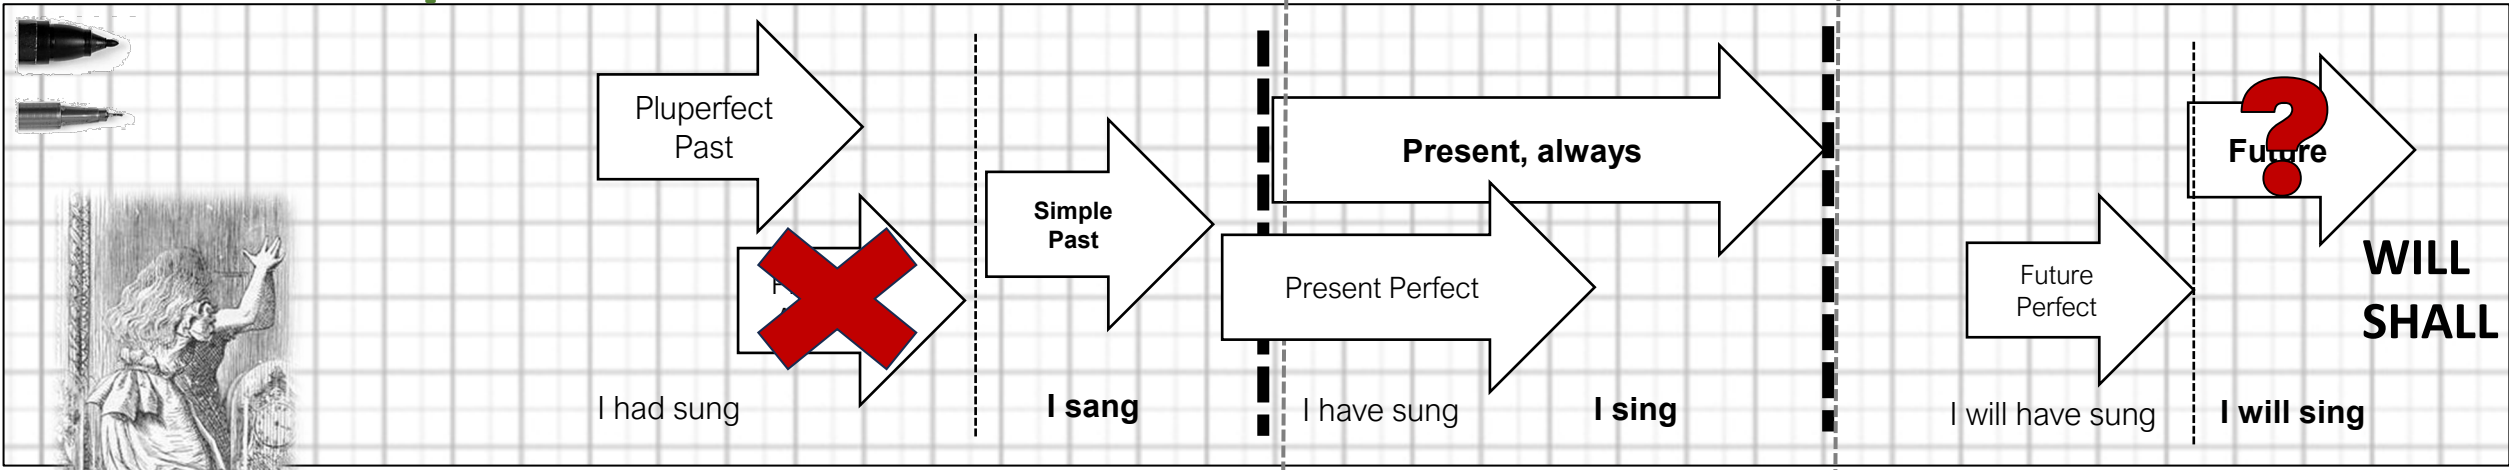 Pluperfect
Past
Simple
Past
Present, always
Present Perfect
Future
Future
Perfect
WILL
SHALL
I had sung
I sang
I have sung
I sing
I will have sung
I will sing